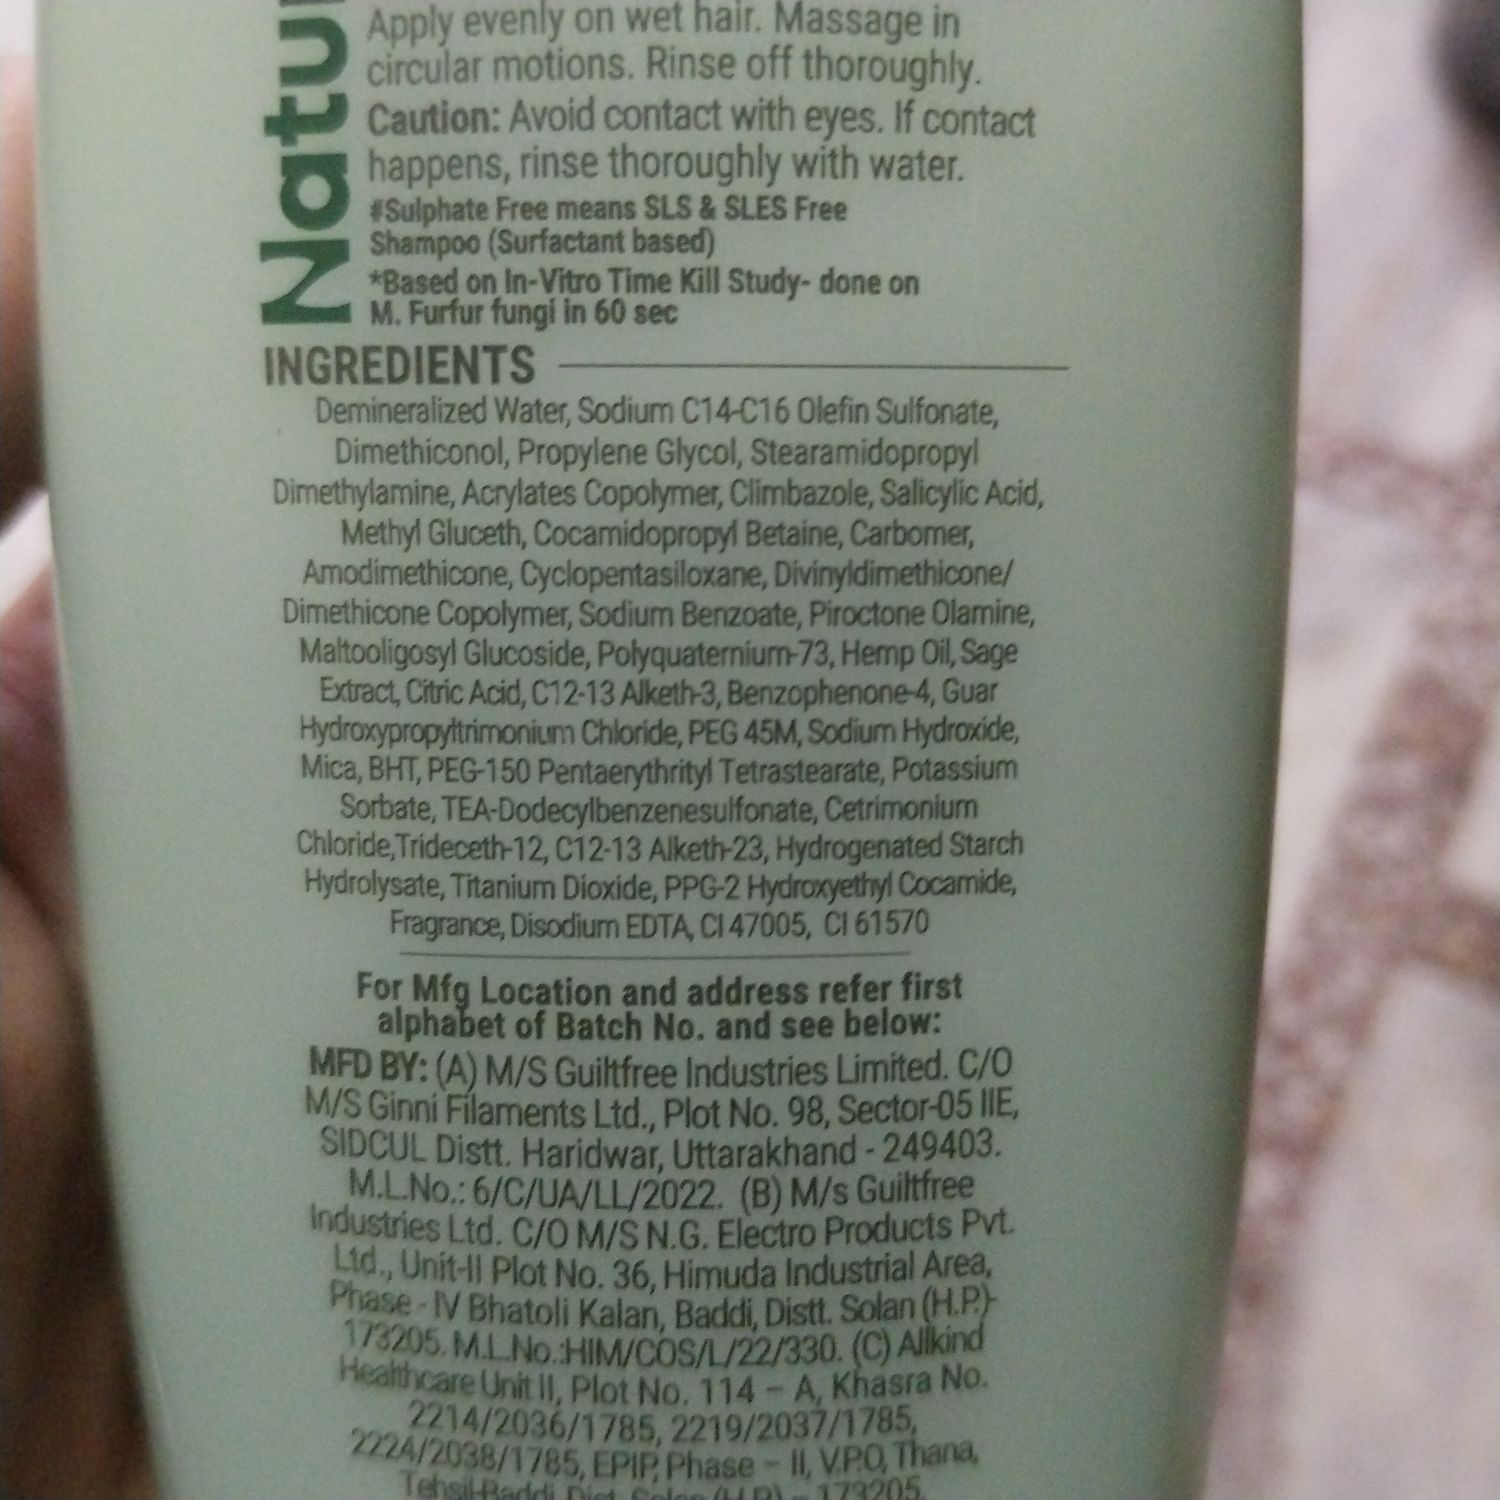 Natu
Apply evenly on wet hair. Massage in
circular motions. Rinse off thoroughly.
Caution: Avoid contact with eyes. If contact
happens, rinse thoroughly with water.
#Sulphate Free means SLS & SLES Free
Shampoo (Surfactant based)
*Based on In-Vitro Time Kill Study- done on
M. Furfur fungi in 60 sec
INGREDIENTS
Demineralized Water, Sodium C14-C16 Olefin Sulfonate,
Dimethiconol, Propylene Glycol, Stearamidopropyl
Dimethylamine, Acrylates Copolymer, Climbazole, Salicylic Acid,
Methyl Gluceth, Cocamidopropyl Betaine, Carbomer,
Amodimethicone, Cyclopentasiloxane, Divinyldimethicone/
Dimethicone Copolymer, Sodium Benzoate, Piroctone Olamine,
Maltooligosyl Glucoside, Polyquaternium-73, Hemp Oil, Sage
Extract, Citric Acid, C12-13 Alketh-3, Benzophenone-4, Guar
Hydroxypropyltrimonium Chloride, PEG 45M, Sodium Hydroxide,
Mica, BHT, PEG-150 Pentaerythrityl Tetrastearate, Potassium
Sorbate, TEA-Dodecylbenzenesulfonate, Cetrimonium
Chloride,Trideceth-12, C12-13 Alketh-23, Hydrogenated Starch
Hydrolysate, Titanium Dioxide, PPG-2 Hydroxyethyl Cocamide,
Fragrance, Disodium EDTA, CI 47005, CI 61570
For Mfg Location and address refer first
alphabet of Batch No. and see below:
MFD BY: (A) M/S Guiltfree Industries Limited. C/O
M/S Ginni Filaments Ltd., Plot No. 98, Sector-05 IIE,
SIDCUL Distt. Haridwar, Uttarakhand - 249403.
M.L.No.: 6/C/UA/LL/2022. (B) M/s Guiltfree
Industries Ltd. C/O M/S N.G. Electro Products Pvt.
Ltd., Unit-II Plot No. 36, Himuda Industrial Area,
Phase - IV Bhatoli Kalan, Baddi, Distt. Solan (H.P.)-
173205. M.L.No.:HIM/COS/L/22/330. (C) Allkind
Healthcare Unit II, Plot No. 114 – A, Khasra No.
2214/2036/1785, 2219/2037/1785,
222A/2038/1785, EPIP, Phase – II, V.P.O, Thana,
Tehsil-Baddi, Dist. Solan (H.P.) – 173205.